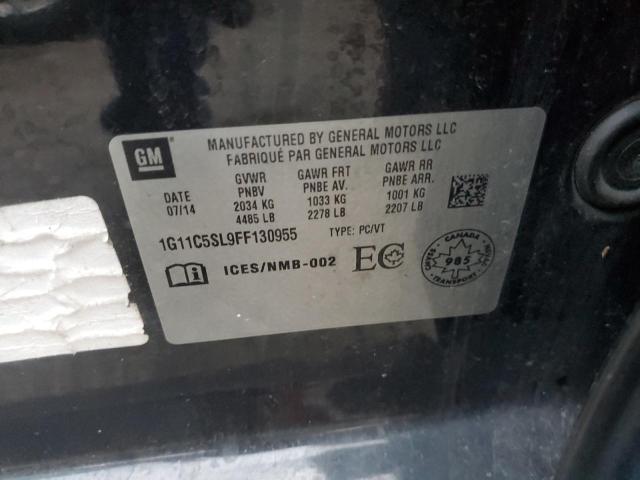 GM
MANUFACTURED BY GENERAL MOTORS LLC
FABRIQUÉ PAR GENERAL MOTORS LLC
DATE
07/14
GVWR
PNBV
2034 KG
4485 LB
GAWR FRT
PNBE AV.
1033 KG
2278 LB
GAWR RR
PNBE ARR.
1001 KG
2207 LB
1G11C5SL9FF130955
TYPE: PC/VT
i
ICES/NMB-002
EC
CANADA
985
TRANSPORT